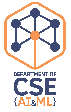 DEPARTMENT OF
CSE
(AI&ML)